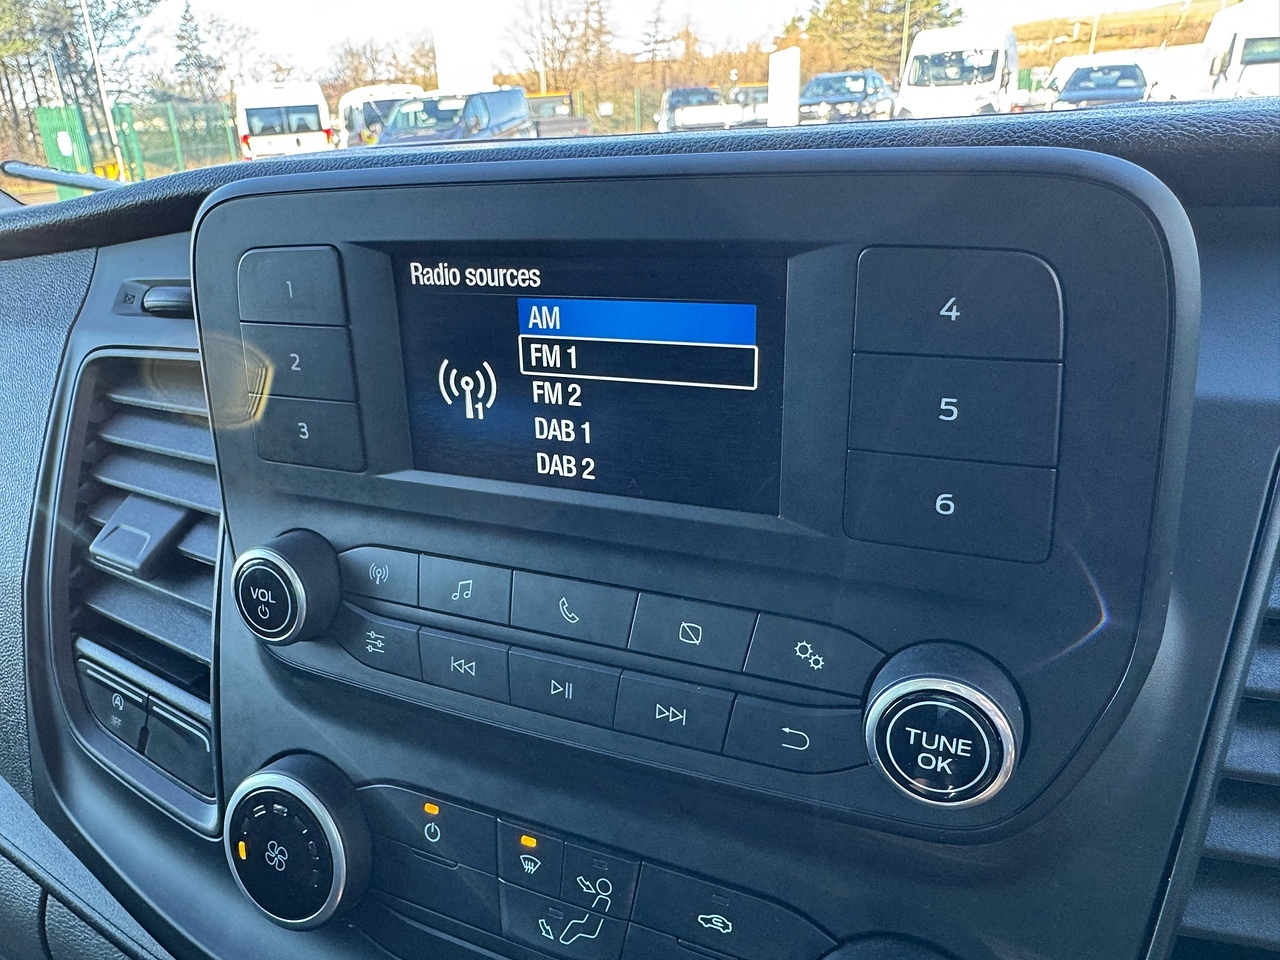 Radio sources
AM
FM 1
FM 2
DAB 1
DAB 2
1
2
3
4
5
6
VOL
TUNE
OK
A
OFF